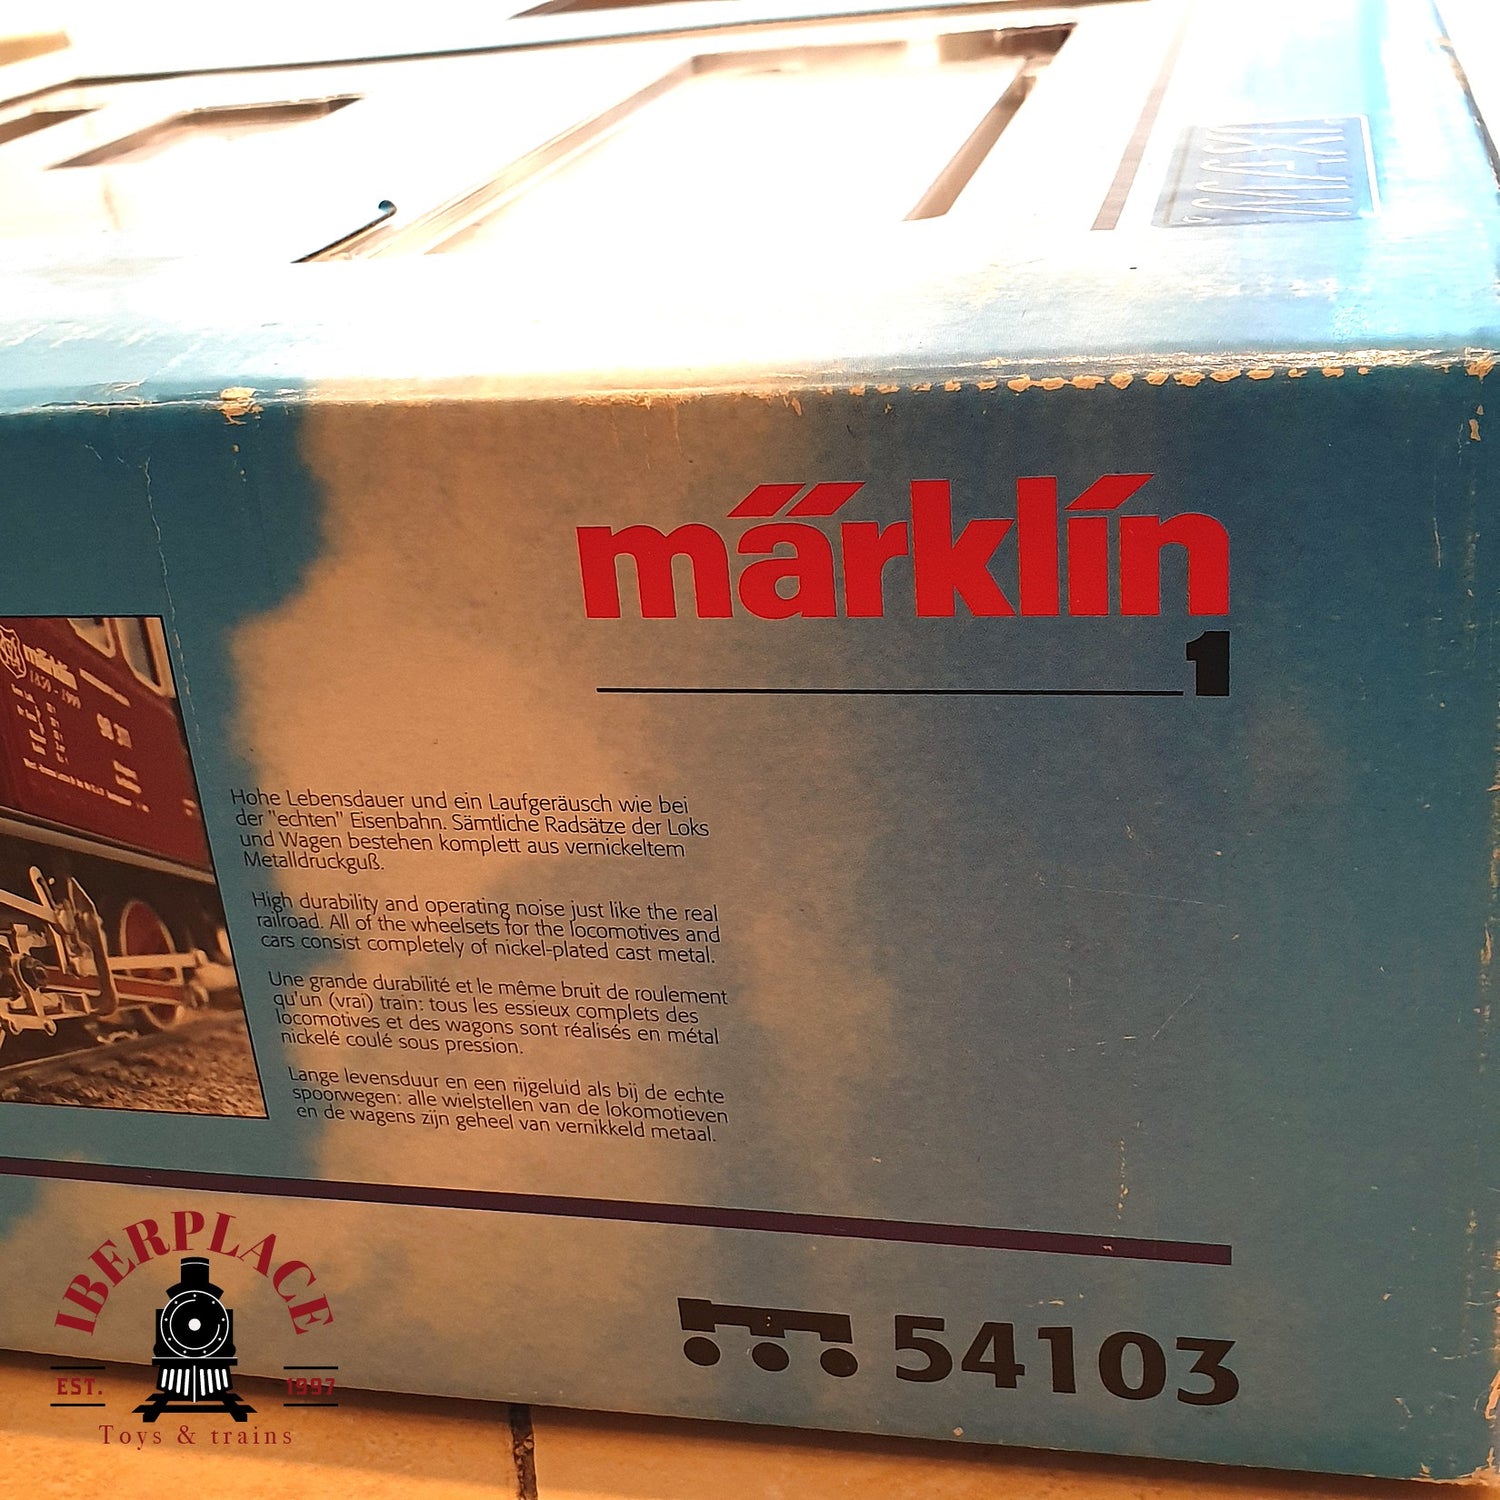 MAXI
märklín
1
märklin
1859 - 1999
Hohe Lebensdauer und ein Laufgeräusch wie bei
der "echten" Eisenbahn. Sämtliche Radsätze der Loks
und Wagen bestehen komplett aus vernickeltem
Metalldruckguß.
High durability and operating noise just like the real
railroad. All of the wheelsets for the locomotives and
cars consist completely of nickel-plated cast metal.
Une grande durabilité et le même bruit de roulement
qu'un (vrai) train: tous les essieux complets des
locomotives et des wagons sont réalisés en métal
nickelé coulé sous pression.
Lange levensduur en een rijgeluid als bij de echte
spoorwegen: alle wielstellen van de lokomotieven
en de wagens zijn geheel van vernikkeld metaal.
54103
IBERPLACE
EST. 1997
Toys & trains